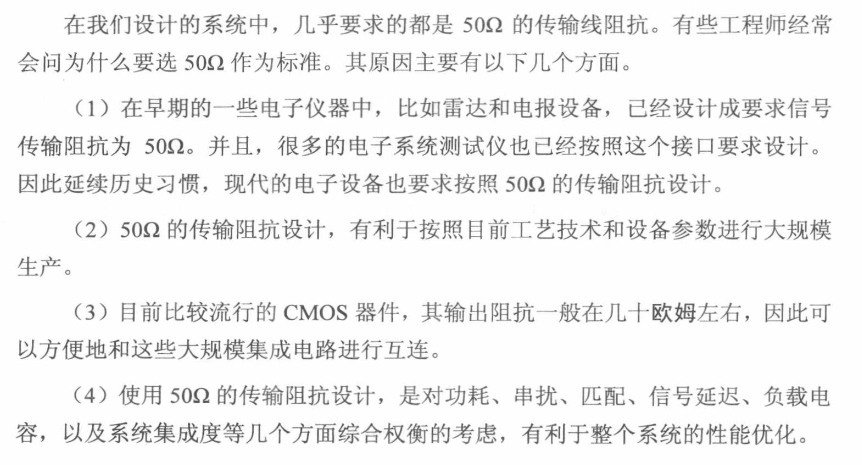 在我们设计的系统中，几乎要求的都是 50Ω 的传输线阻抗。有些工程师经常
会问为什么要选 50Ω 作为标准。其原因主要有以下几个方面。
（1）在早期的一些电子仪器中，比如雷达和电报设备，已经设计成要求信号
传输阻抗为 50Ω。并且，很多的电子系统测试仪也已经按照这个接口要求设计。
因此延续历史习惯，现代的电子设备也要求按照 50Ω 的传输阻抗设计。
（2）50Ω 的传输阻抗设计，有利于按照目前工艺技术和设备参数进行大规模
生产。
（3）目前比较流行的 CMOS 器件，其输出阻抗一般在几十欧姆左右，因此可
以方便地和这些大规模集成电路进行互连。
（4）使用 50Ω 的传输阻抗设计，是对功耗、串扰、匹配、信号延迟、负载电
容，以及系统集成度等几个方面综合权衡的考虑，有利于整个系统的性能优化。